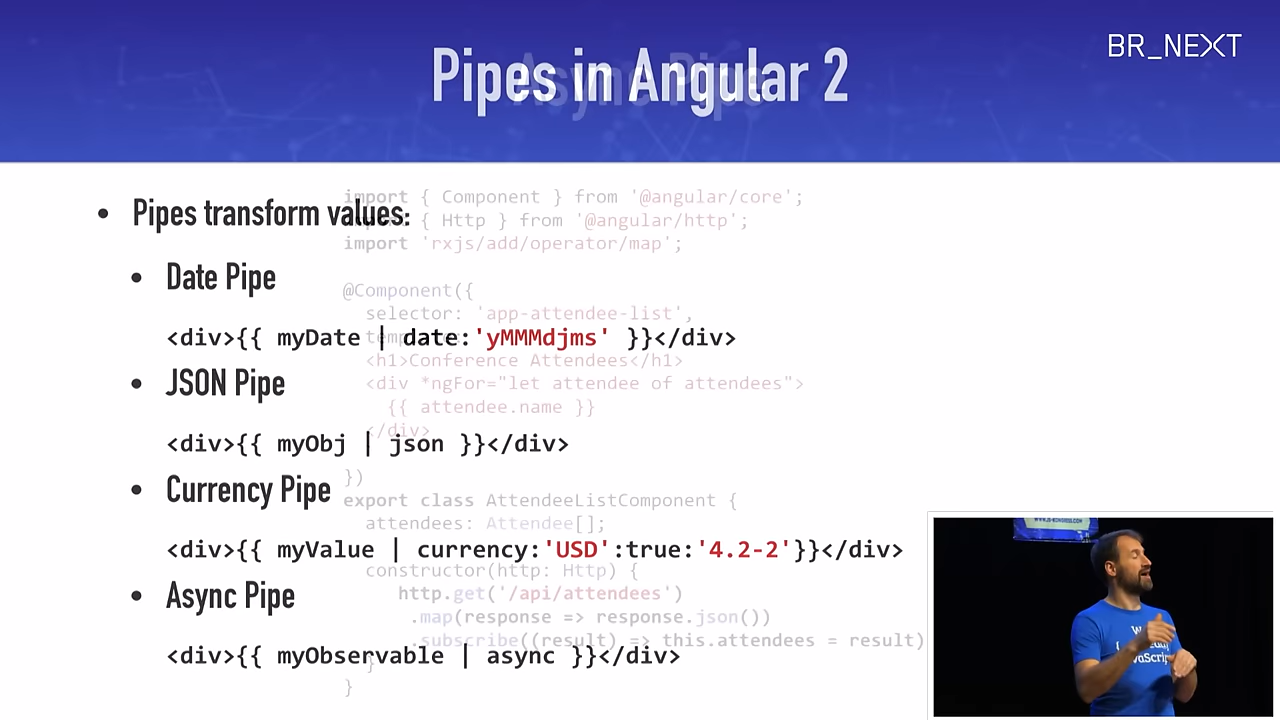 BR_NEXT
Pipes in Angular 2
Async Pipe
• Pipes transform values:
• Date Pipe
<div>{{ myDate | date:'yMMMdjms' }}</div>
• JSON Pipe
<div>{{ myObj | json }}</div>
• Currency Pipe
<div>{{ myValue | currency:'USD':true:'4.2-2'}}</div>
• Async Pipe
<div>{{ myObservable | async }}</div>
import { Component } from '@angular/core';
{ Http } from '@angular/http';
import 'rxjs/add/operator/map';
@Component({
selector: 'app-attendee-list',
<h1>Conference Attendees</h1>
<div *ngFor="let attendee of attendees">
{{ attendee.name }}
</div>
})
export class AttendeeListComponent {
attendees: Attendee[];
constructor(http: Http) {
http.get('/api/attendees')
.map(response => response.json())
.subscribe((result) => this.attendees = result)
}
}